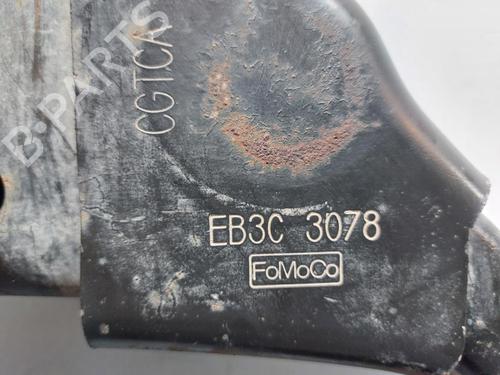 B-PARTS
CGTCA
EB3C 3078
FoMoCo